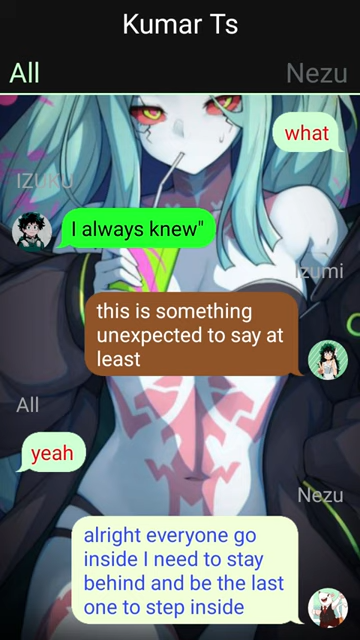 Kumar Ts
All
Nezu
what
IZUKU
I always knew"
Izumi
this is something
unexpected to say at
least
All
yeah
Nezu
alright everyone go
inside I need to stay
behind and be the last
one to step inside